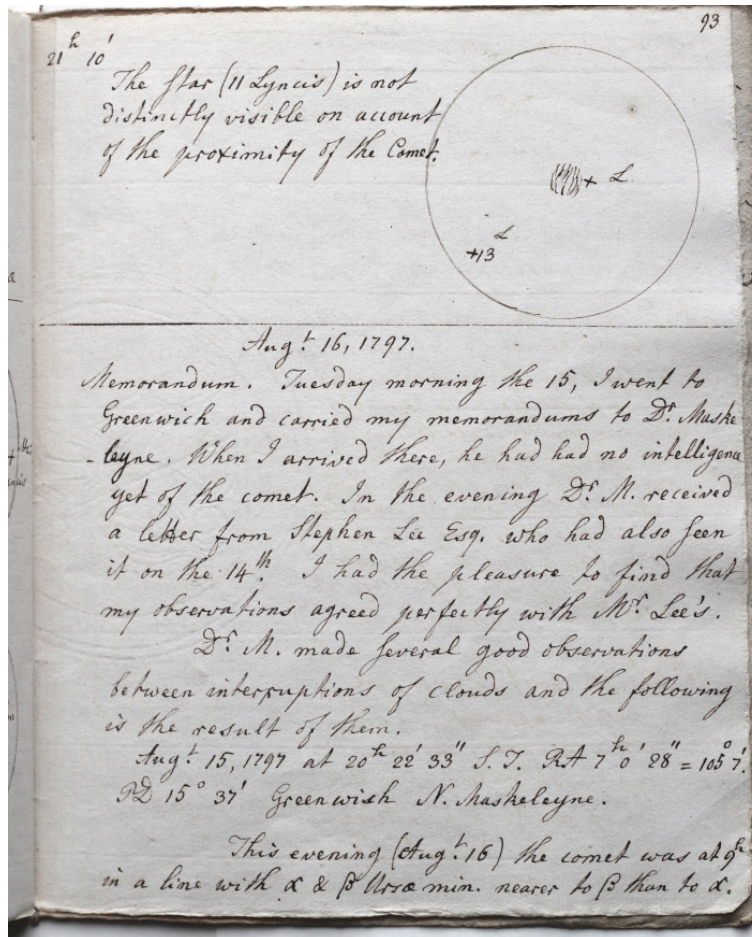 93
21ʰ 10'
The Star (11 Lyncis) is not
distinctly visible on account
of the proximity of the Comet.
+ L
L
+13
Augᵗ 16, 1797.
Memorandum. Tuesday morning the 15, I went to
Greenwich and carried my memorandums to Dʳ Maske
-leyne. When I arrived there, he had had no intelligence
yet of the comet. In the evening Dʳ M. received
a letter from Stephen Lee Esq. who had also seen
it on the 14ᵗʰ. I had the pleasure to find that
my observations agreed perfectly with Mʳ Lee's.
Dʳ M. made several good observations
between interruptions of clouds and the following
is the result of them.
Augᵗ 15, 1797 at 20ʰ 22' 33" S.T. RA 7ʰ 0' 28" = 105° 7'.
PD 15° 37' Greenwish N. Maskeleyne.
This evening (Augᵗ 16) the comet was at 9ʰ
in a line with α & β Ursæ min. nearer to β than to α.